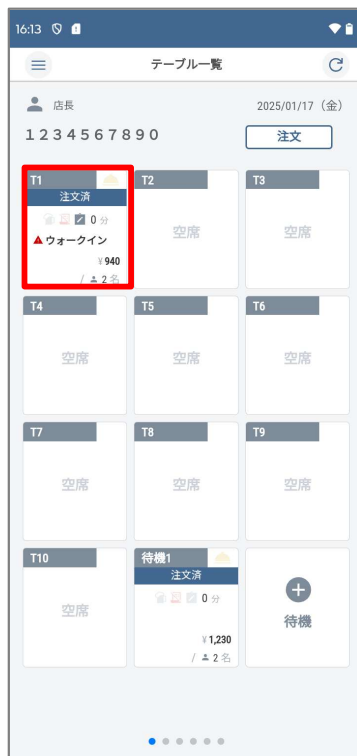 16:13
テーブル一覧
店長
2025/01/17（金）
１２３４５６７８９０
注文
T1
注文済
0 分
ウォークイン
¥ 940
/ 2 名
T2
空席
T3
空席
T4
空席
T5
空席
T6
空席
T7
空席
T8
空席
T9
空席
T10
空席
待機1
注文済
0 分
¥ 1,230
/ 2 名
待機